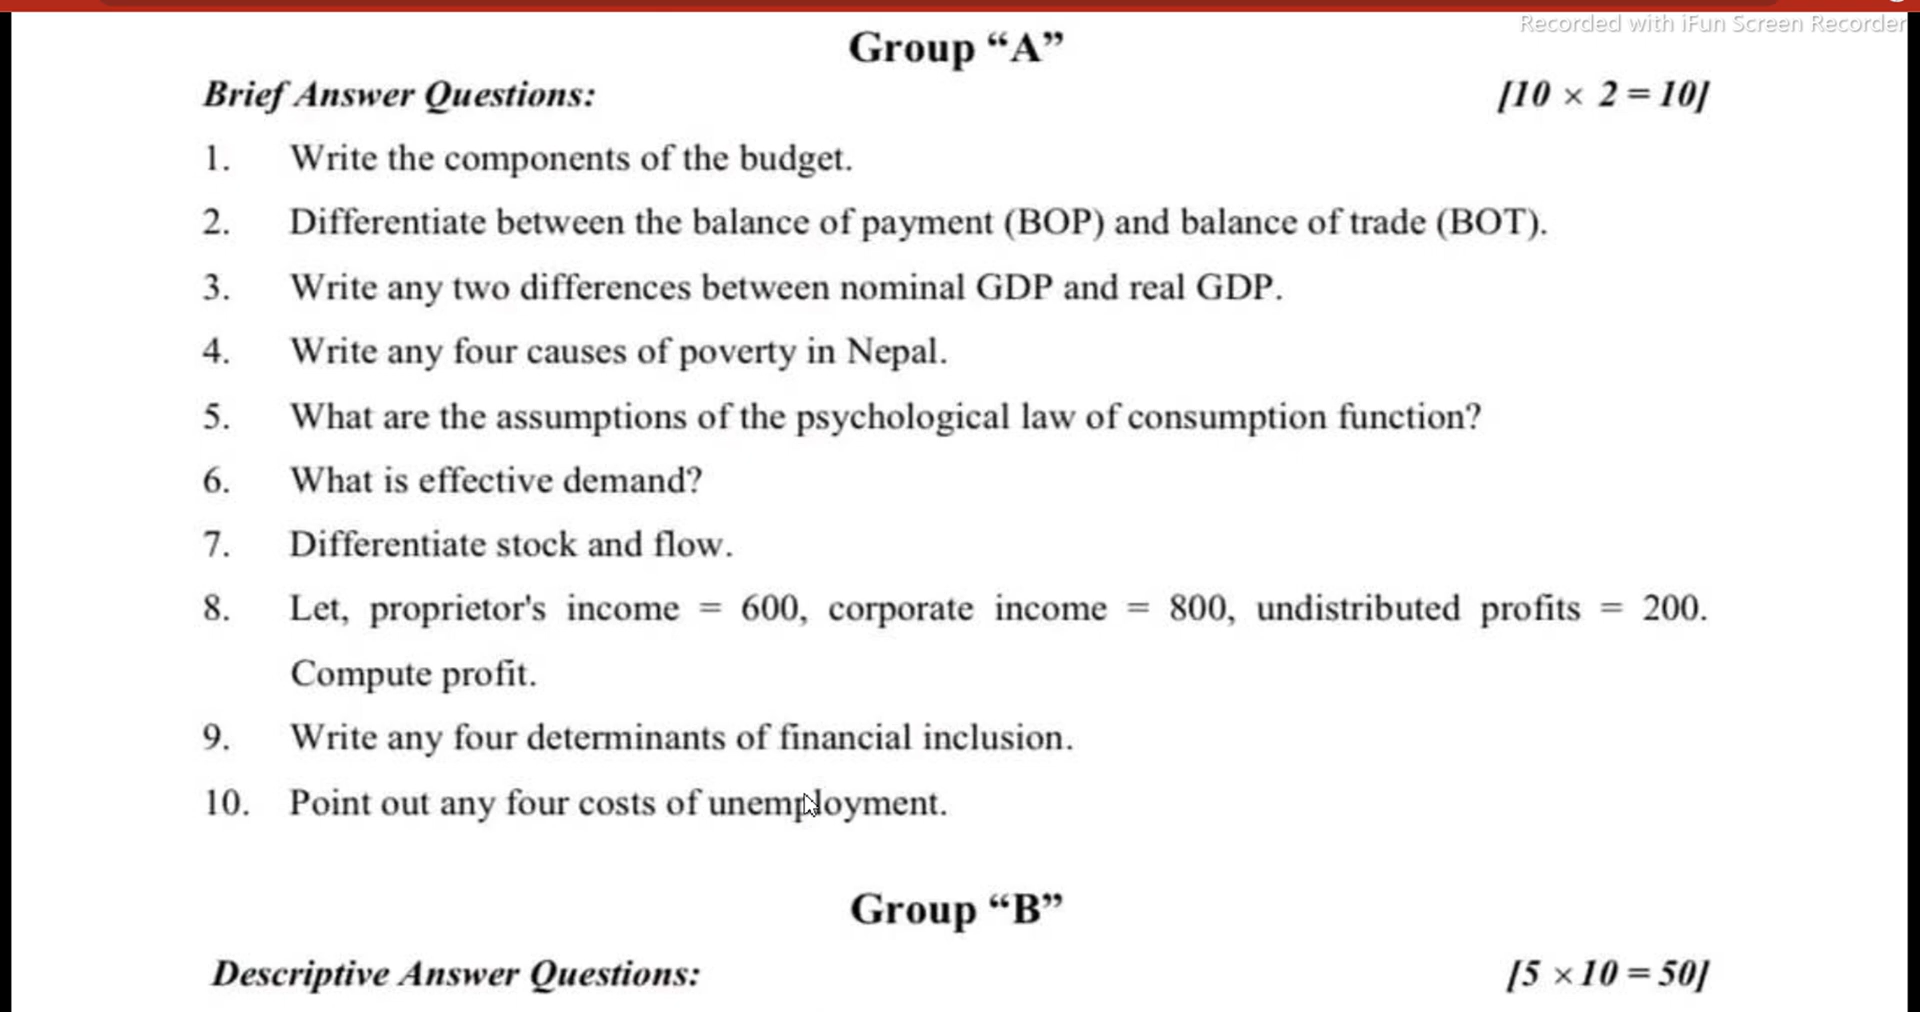 Recorded with iFun Screen Recorder
Group “A”
Brief Answer Questions: [10 × 2 = 10]
1. Write the components of the budget.
2. Differentiate between the balance of payment (BOP) and balance of trade (BOT).
3. Write any two differences between nominal GDP and real GDP.
4. Write any four causes of poverty in Nepal.
5. What are the assumptions of the psychological law of consumption function?
6. What is effective demand?
7. Differentiate stock and flow.
8. Let, proprietor's income = 600, corporate income = 800, undistributed profits = 200.
Compute profit.
9. Write any four determinants of financial inclusion.
10. Point out any four costs of unemployment.
Group “B”
Descriptive Answer Questions: [5 × 10 = 50]